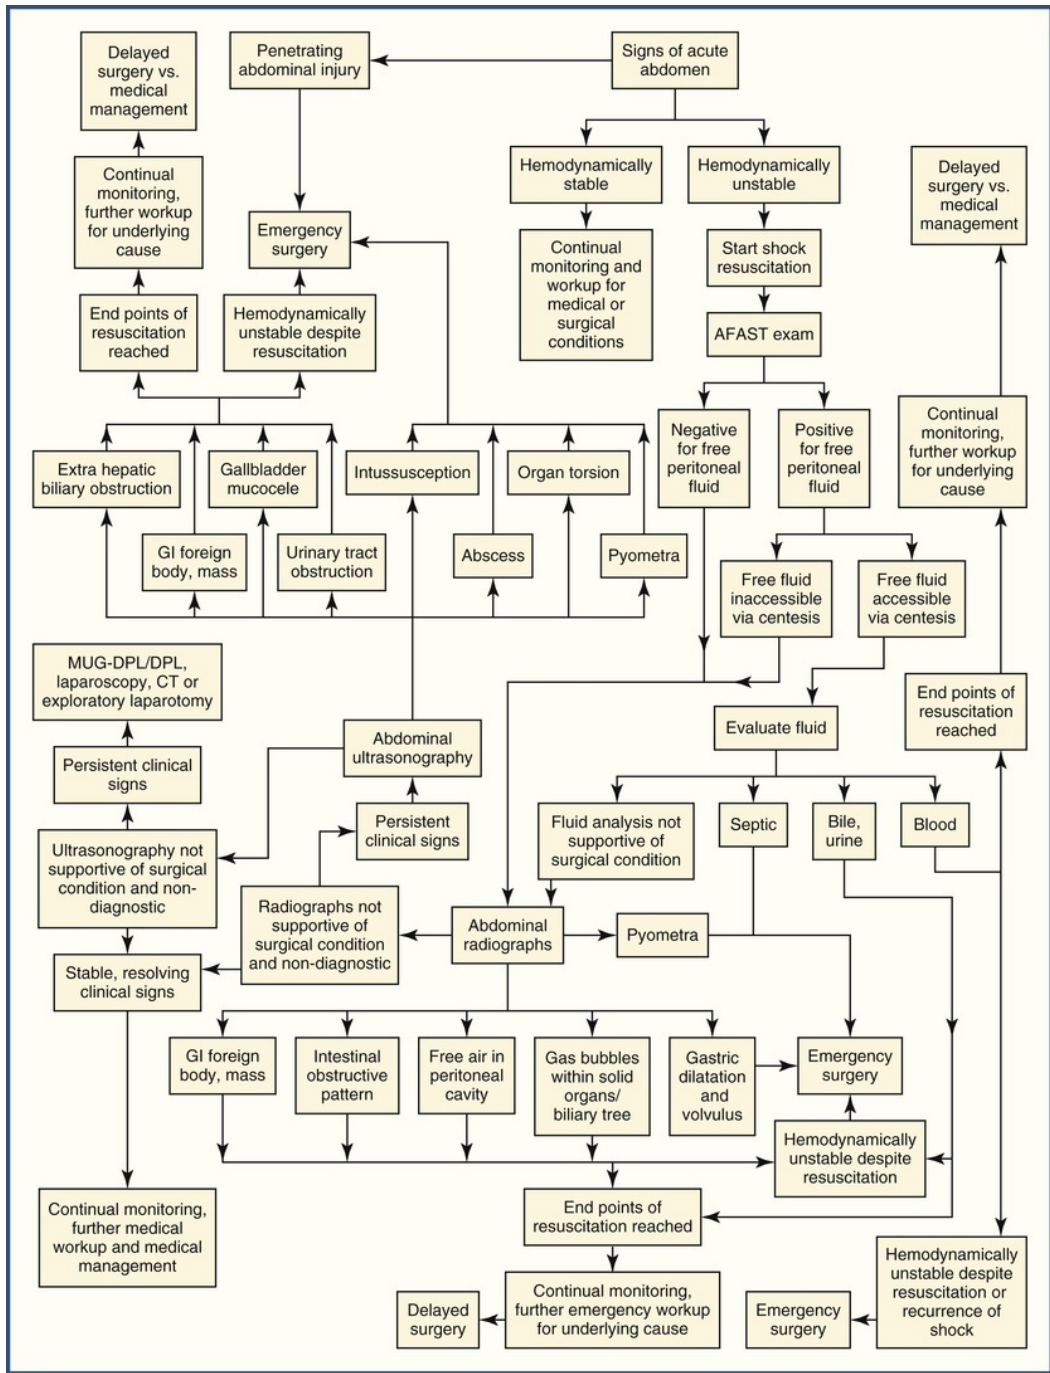 Delayed
surgery vs.
medical
management
Penetrating
abdominal injury
Signs of acute
abdomen
Continual
monitoring,
further workup
for underlying
cause
Hemodynamically
stable
Hemodynamically
unstable
Delayed
surgery vs.
medical
management
Emergency
surgery
Continual
monitoring and
workup for
medical or
surgical
conditions
Start shock
resuscitation
End points of
resuscitation
reached
Hemodynamically
unstable despite
resuscitation
AFAST exam
Negative
for free
peritoneal
fluid
Positive
for free
peritoneal
fluid
Continual
monitoring,
further workup
for underlying
cause
Extra hepatic
biliary obstruction
Gallbladder
mucocele
Intussusception
Organ torsion
GI foreign
body, mass
Urinary tract
obstruction
Abscess
Pyometra
Free fluid
inaccessible
via centesis
Free fluid
accessible
via centesis
MUG-DPL/DPL,
laparoscopy, CT or
exploratory laparotomy
End points of
resuscitation
reached
Abdominal
ultrasonography
Evaluate fluid
Persistent clinical
signs
Persistent
clinical signs
Fluid analysis not
supportive of
surgical condition
Septic
Bile,
urine
Blood
Ultrasonography not
supportive of surgical
condition and non-
diagnostic
Radiographs not
supportive of
surgical condition
and non-diagnostic
Abdominal
radiographs
Pyometra
Stable, resolving
clinical signs
GI foreign
body, mass
Intestinal
obstructive
pattern
Free air in
peritoneal
cavity
Gas bubbles
within solid
organs/
biliary tree
Gastric
dilatation
and
volvulus
Emergency
surgery
Hemodynamically
unstable despite
resuscitation
Continual monitoring,
further medical
workup and medical
management
End points of
resuscitation reached
Hemodynamically
unstable despite
resuscitation or
recurrence of
shock
Delayed
surgery
Continual monitoring,
further emergency workup
for underlying cause
Emergency
surgery